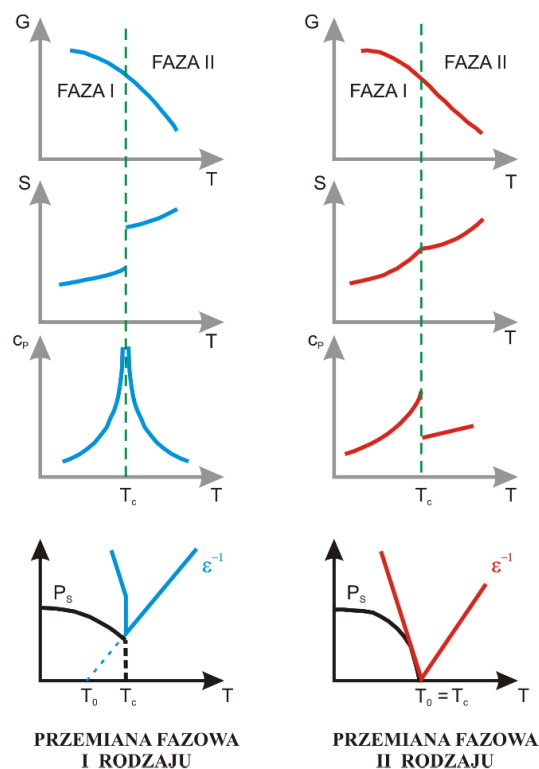 G
FAZA II
FAZA I
T
G
FAZA II
FAZA I
T
S
T
S
T
cP
Tc
T
cP
Tc
T
PS
ε⁻¹
T0
Tc
T
PS
ε⁻¹
T0 = Tc
T
PRZEMIANA FAZOWA
I RODZAJU
PRZEMIANA FAZOWA
II RODZAJU